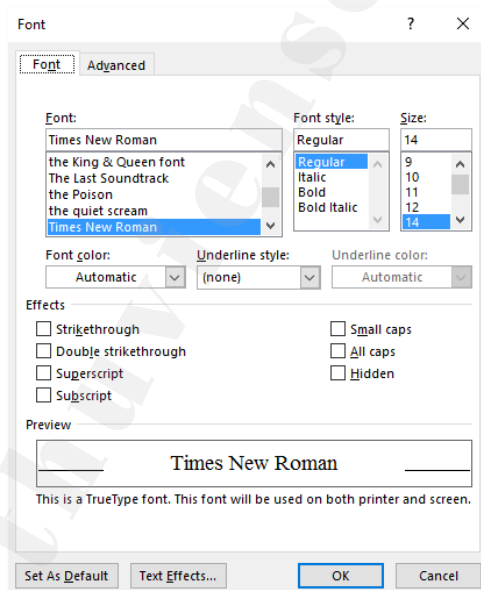 Font ?
Font Advanced
Font: Font style: Size:
Times New Roman Regular 14
the King & Queen font Regular 9
The Last Soundtrack Italic 10
the Poison Bold 11
the quiet scream Bold Italic 12
Times New Roman 14
Font color: Underline style: Underline color:
Automatic (none) Automatic
Effects
Strikethrough Small caps
Double strikethrough All caps
Superscript Hidden
Subscript
Preview
Times New Roman
This is a TrueType font. This font will be used on both printer and screen.
Set As Default Text Effects... OK Cancel